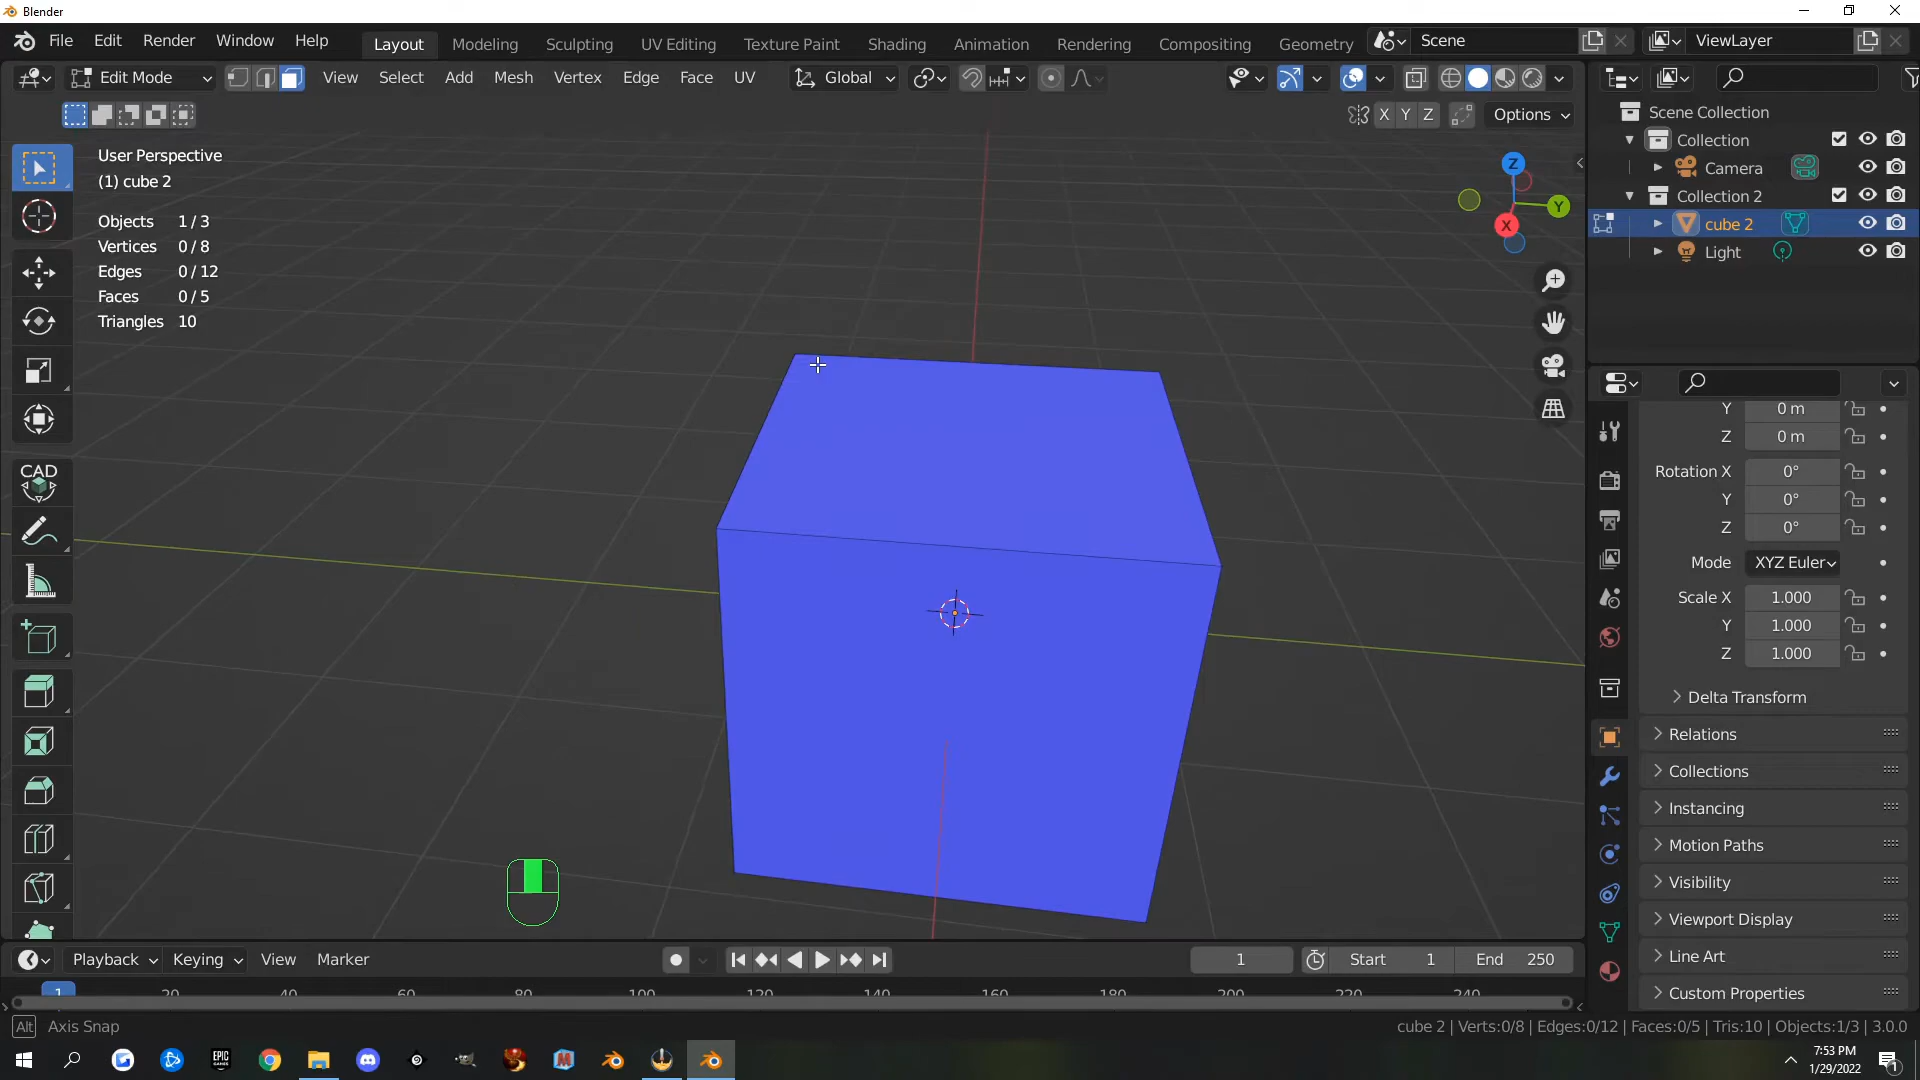 Blender
File Edit Render Window Help
Layout Modeling Sculpting UV Editing Texture Paint Shading Animation Rendering Compositing Geometry
Scene
ViewLayer
Edit Mode
View Select Add Mesh Vertex Edge Face UV
Global
X Y Z
Options
User Perspective
(1) cube 2
Objects 1 / 3
Vertices 0 / 8
Edges 0 / 12
Faces 0 / 5
Triangles 10
Z
Y
X
CAD
Scene Collection
Collection
Camera
Collection 2
cube 2
Light
Y 0 m
Z 0 m
Rotation X 0°
Y 0°
Z 0°
Mode XYZ Euler
Scale X 1.000
Y 1.000
Z 1.000
Delta Transform
Relations
Collections
Instancing
Motion Paths
Visibility
Viewport Display
Line Art
Custom Properties
Playback Keying View Marker
1
Start 1
End 250
1 20 40 60 80 100 120 140 160 180 200 220 240
Alt Axis Snap
cube 2 | Verts:0/8 | Edges:0/12 | Faces:0/5 | Tris:10 | Objects:1/3 | 3.0.0
EPIC GAMES
7:53 PM
1/29/2022
1